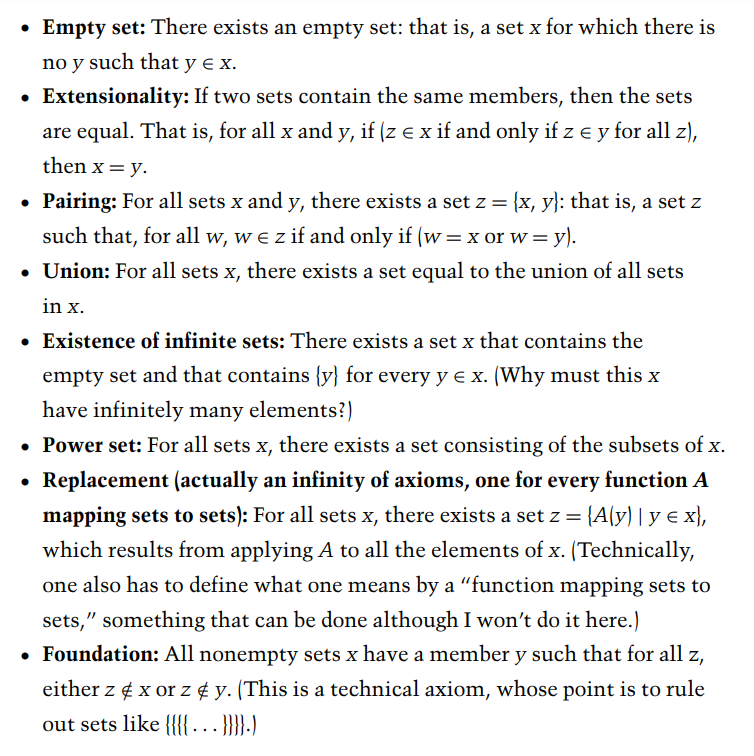 • Empty set: There exists an empty set: that is, a set x for which there is
no y such that y ∈ x.
• Extensionality: If two sets contain the same members, then the sets
are equal. That is, for all x and y, if (z ∈ x if and only if z ∈ y for all z),
then x = y.
• Pairing: For all sets x and y, there exists a set z = {x, y}: that is, a set z
such that, for all w, w ∈ z if and only if (w = x or w = y).
• Union: For all sets x, there exists a set equal to the union of all sets
in x.
• Existence of infinite sets: There exists a set x that contains the
empty set and that contains {y} for every y ∈ x. (Why must this x
have infinitely many elements?)
• Power set: For all sets x, there exists a set consisting of the subsets of x.
• Replacement (actually an infinity of axioms, one for every function A
mapping sets to sets): For all sets x, there exists a set z = {A(y) | y ∈ x},
which results from applying A to all the elements of x. (Technically,
one also has to define what one means by a “function mapping sets to
sets,” something that can be done although I won’t do it here.)
• Foundation: All nonempty sets x have a member y such that for all z,
either z ∉ x or z ∉ y. (This is a technical axiom, whose point is to rule
out sets like {{{{ . . . }}}}.)